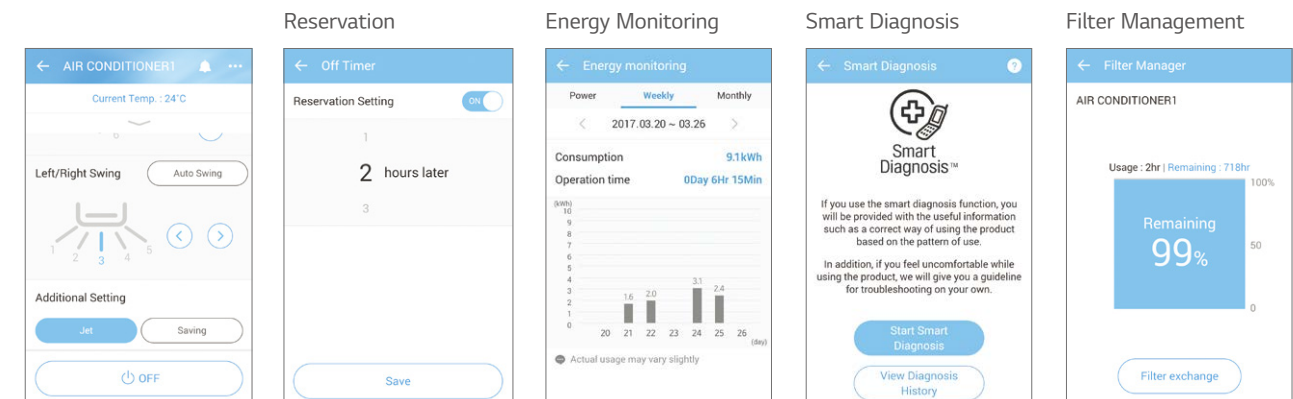 Reservation
Energy Monitoring
Smart Diagnosis
Filter Management
AIR CONDITIONER1
Current Temp. : 24°C
Left/Right Swing
Auto Swing
1 2 3 4 5
Additional Setting
Jet
Saving
OFF
Off Timer
Reservation Setting
ON
1
2 hours later
3
Save
Energy monitoring
Power Weekly Monthly
2017.03.20 ~ 03.26
Consumption 9.1kWh
Operation time 0Day 6Hr 15Min
(kWh)
10
9
8
7
6
5
4
3
2
1
0
1.6 2.0 3.1 2.4
20 21 22 23 24 25 26
(day)
Actual usage may vary slightly
Smart Diagnosis
?
Smart
Diagnosis™
If you use the smart diagnosis function, you
will be provided with the useful information
such as a correct way of using the product
based on the pattern of use.
In addition, if you feel uncomfortable while
using the product, we will give you a guideline
for troubleshooting on your own.
Start Smart
Diagnosis
View Diagnosis
History
Filter Manager
AIR CONDITIONER1
Usage : 2hr | Remaining : 718hr
100%
Remaining
99%
50
0
Filter exchange